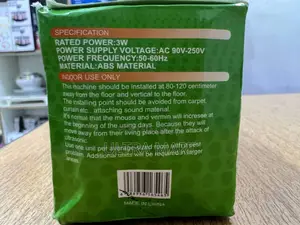 SPECIFICATION
RATED POWER:3W
POWER SUPPLY VOLTAGE:AC 90V-250V
POWER FREQUENCY:50-60Hz
MATERIAL:ABS MATERIAL
INDOOR USE ONLY
This machine should be installed at 80-120 centimeter
away from the floor and vertical to the floor.
The installing point should be avoided from carpet,
curtain etc., attaching sound material.
It's normal that the mouse and vermin will increase at
the beginning of the using days. Because they will
away from their living place after the attack of
ultrasonic.
Use one unit per average-sized room with a vent
problem. Additional units will be required in larger
areas.
MADE IN CHINA